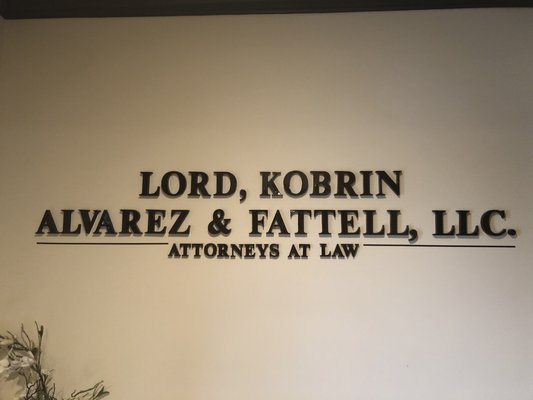 LORD, KOBRIN
ALVAREZ & FATTELL, LLC.
ATTORNEYS AT LAW